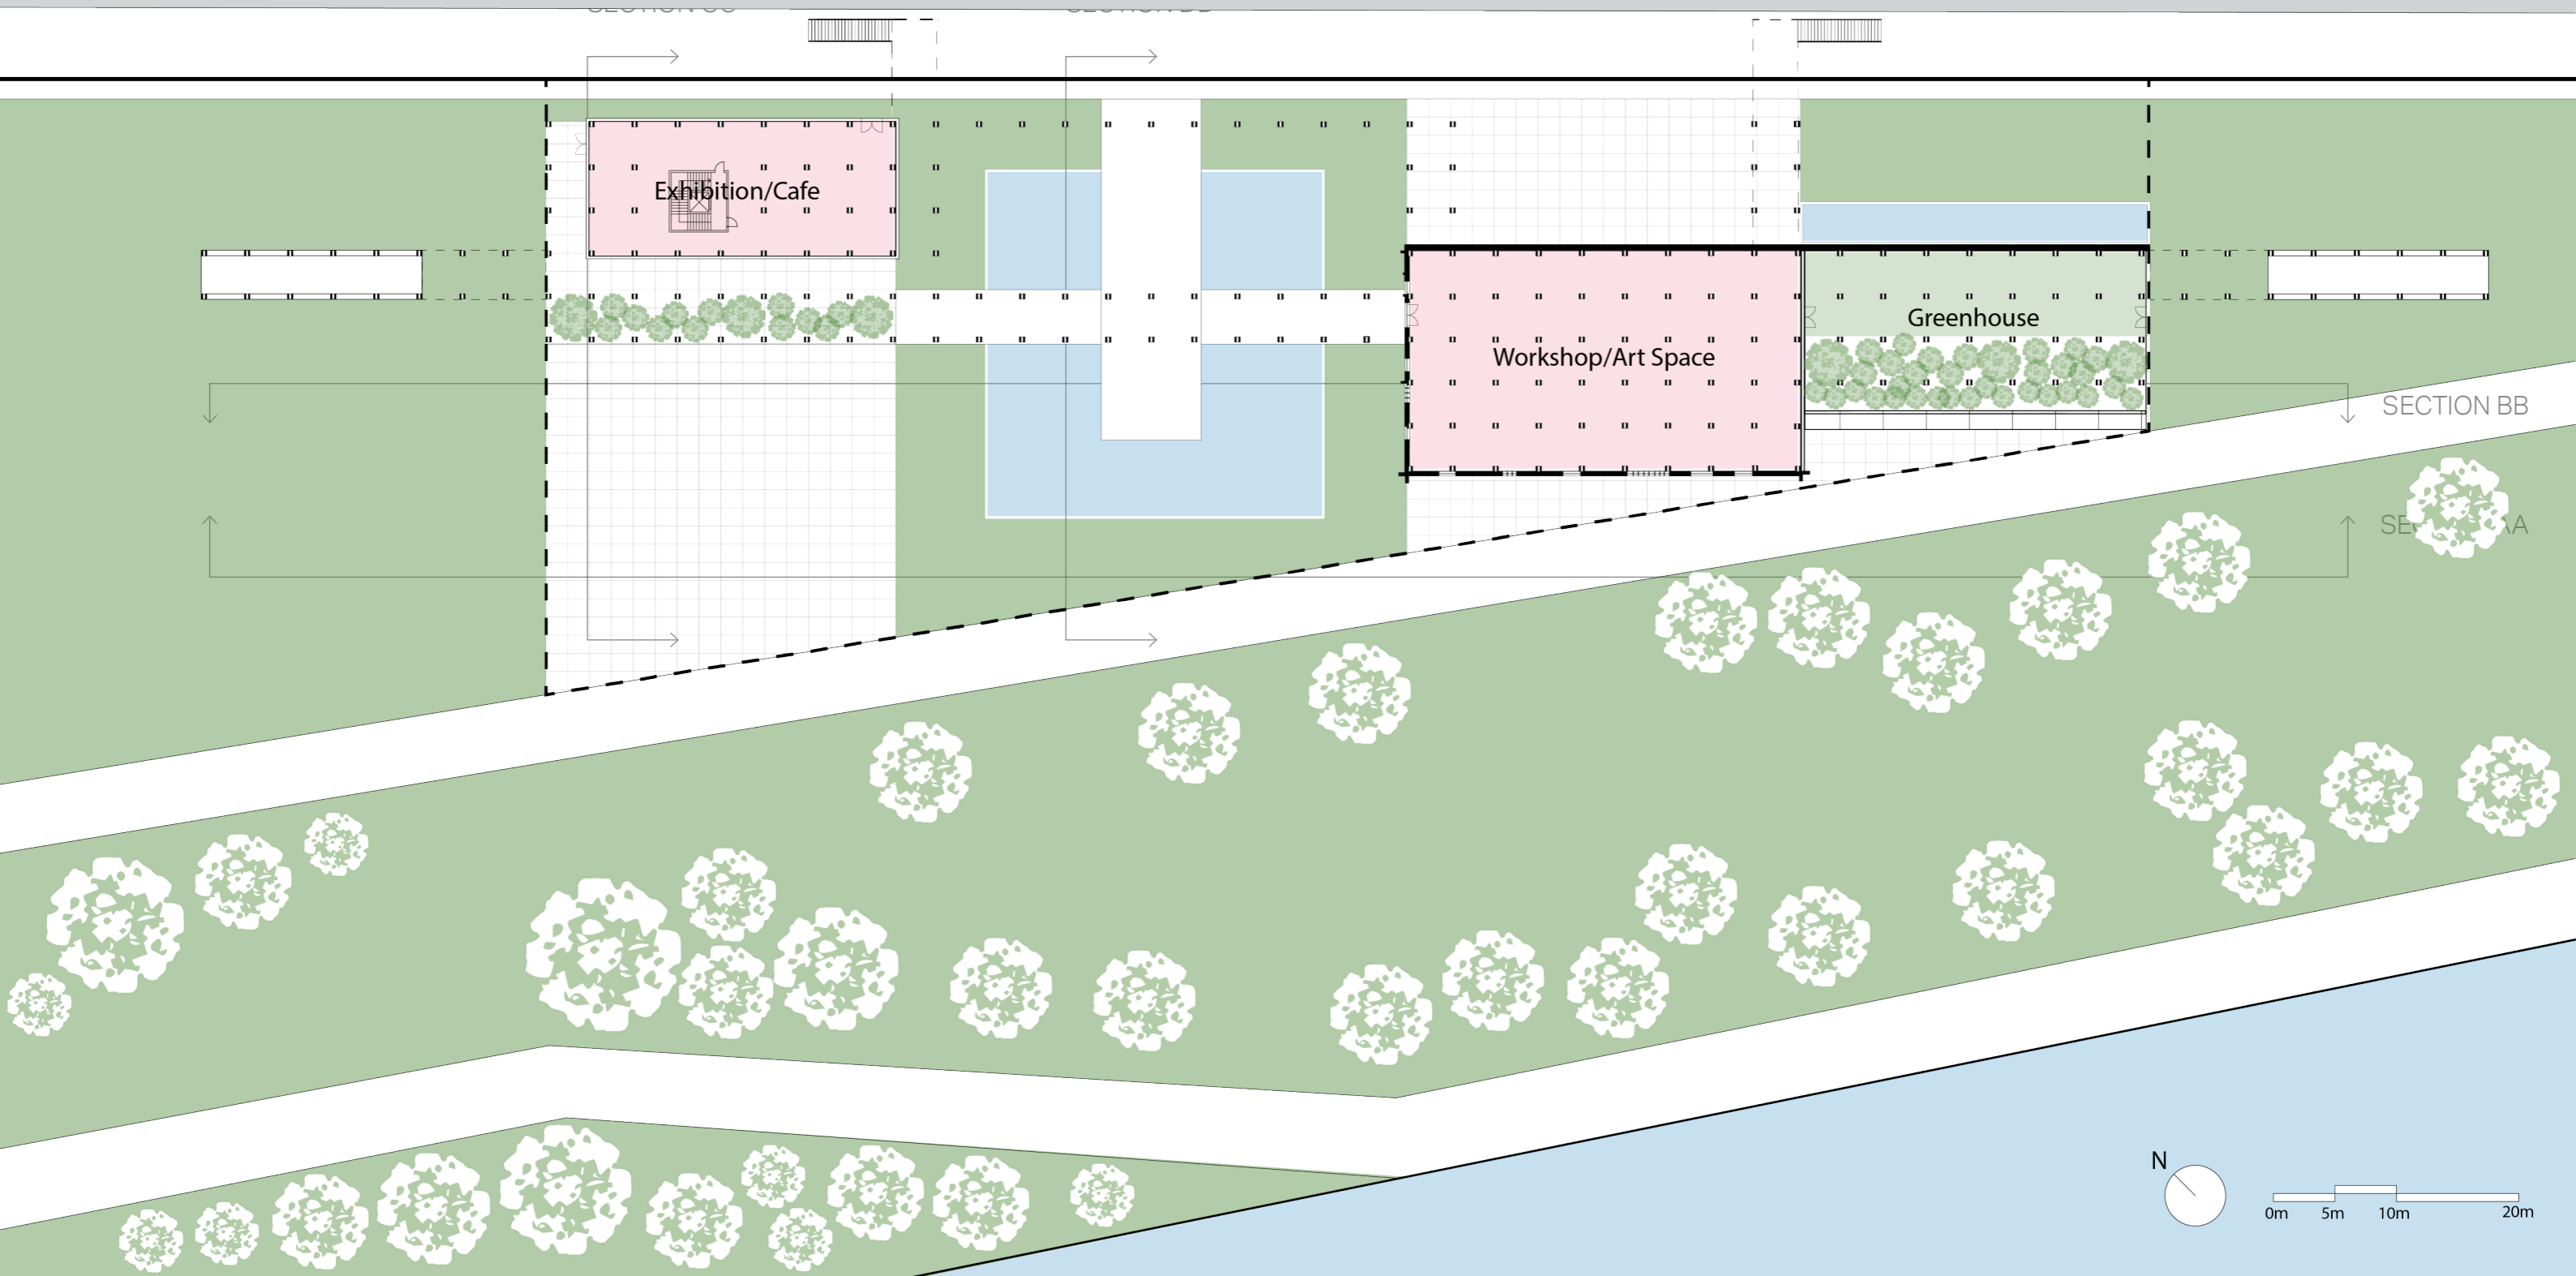 Exhibition/Cafe
Greenhouse
Workshop/Art Space
SECTION BB
N
0m 5m 10m 20m